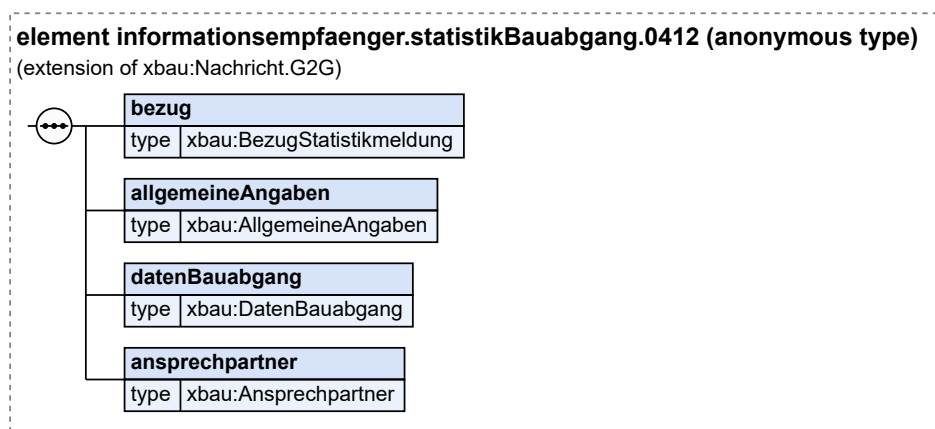 element informationsempfaenger.statistikBauabgang.0412 (anonymous type)
(extension of xbau:Nachricht.G2G)
bezug
type xbau:BezugStatistikmeldung
allgemeineAngaben
type xbau:AllgemeineAngaben
datenBauabgang
type xbau:DatenBauabgang
ansprechpartner
type xbau:Ansprechpartner